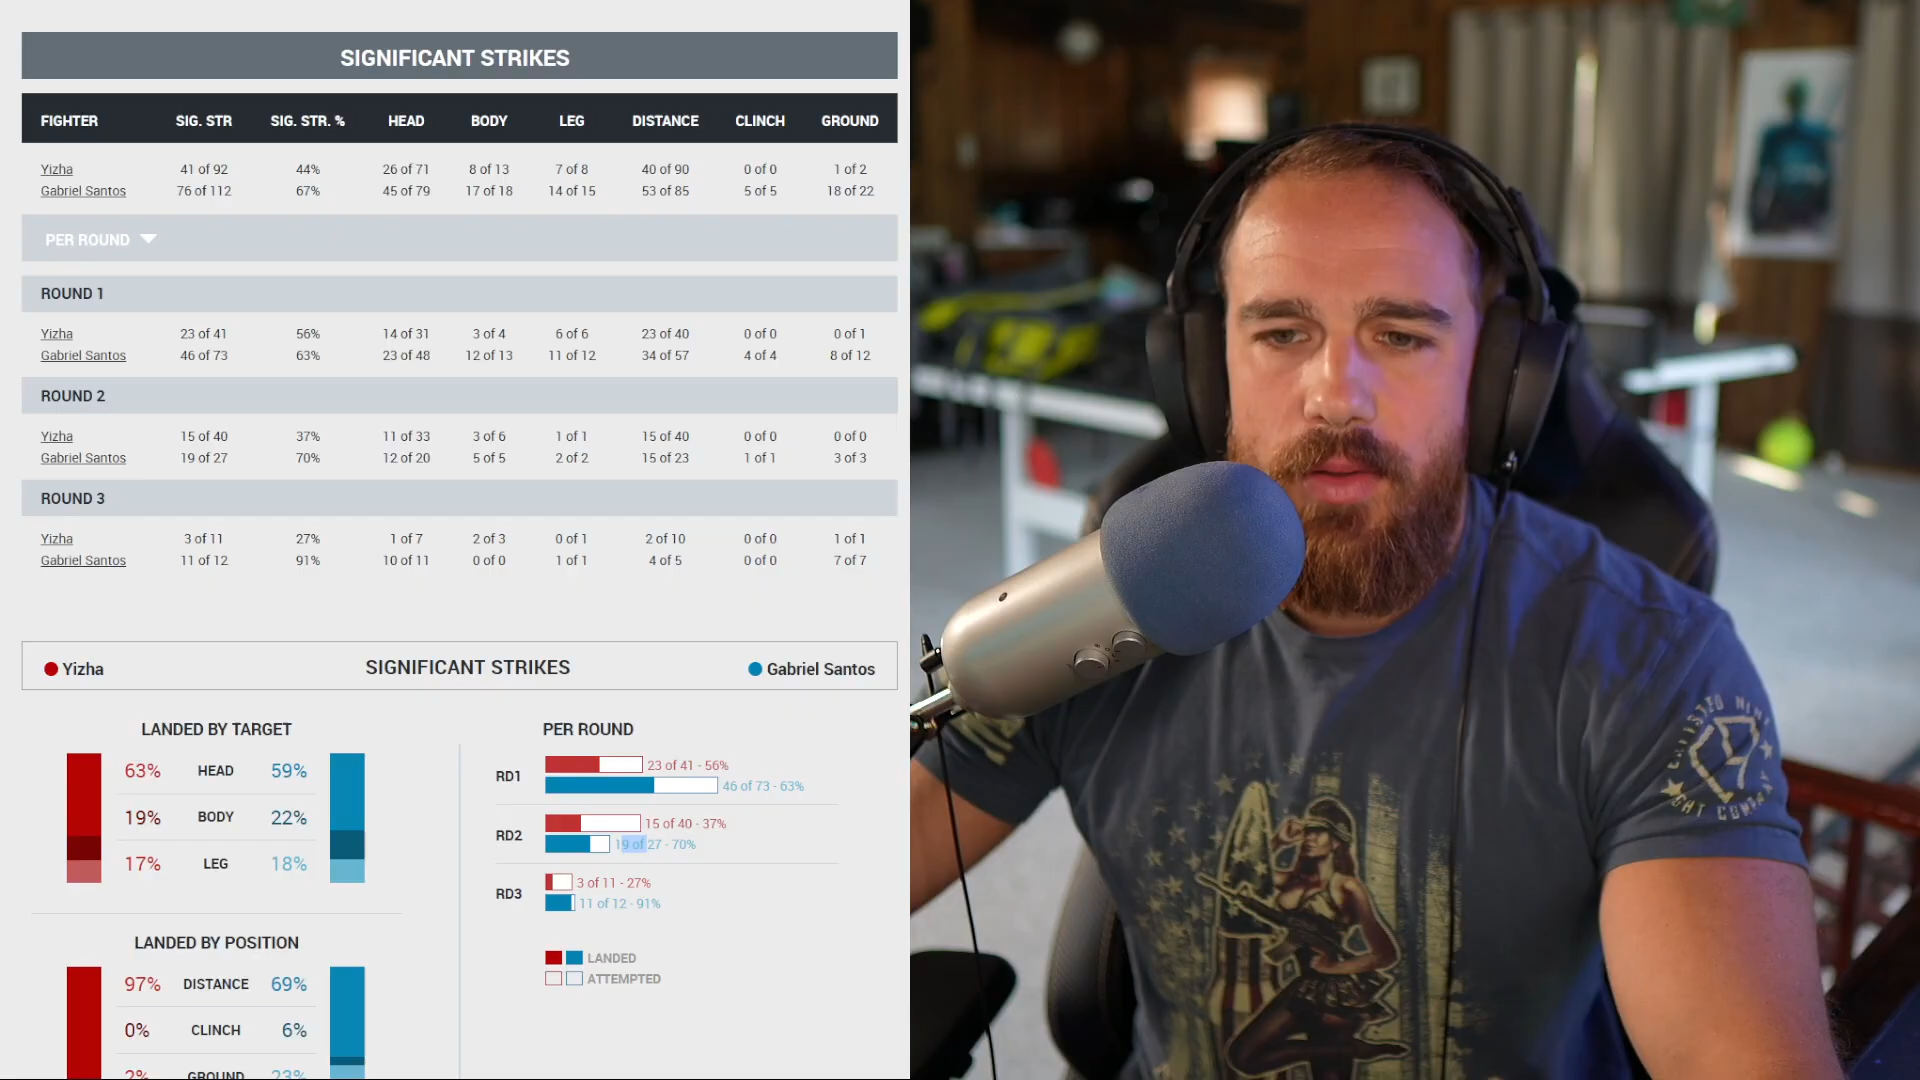 SIGNIFICANT STRIKES
FIGHTER SIG. STR SIG. STR. % HEAD BODY LEG DISTANCE CLINCH GROUND
Yizha 41 of 92 44% 26 of 71 8 of 13 7 of 8 40 of 90 0 of 0 1 of 2
Gabriel Santos 76 of 112 67% 45 of 79 17 of 18 14 of 15 53 of 85 5 of 5 18 of 22
PER ROUND
ROUND 1
Yizha 23 of 41 56% 14 of 31 3 of 4 6 of 6 23 of 40 0 of 0 0 of 1
Gabriel Santos 46 of 73 63% 23 of 48 12 of 13 11 of 12 34 of 57 4 of 4 8 of 12
ROUND 2
Yizha 15 of 40 37% 11 of 33 3 of 6 1 of 1 15 of 40 0 of 0 0 of 0
Gabriel Santos 19 of 27 70% 12 of 20 5 of 5 2 of 2 15 of 23 1 of 1 3 of 3
ROUND 3
Yizha 3 of 11 27% 1 of 7 2 of 3 0 of 1 2 of 10 0 of 0 1 of 1
Gabriel Santos 11 of 12 91% 10 of 11 0 of 0 1 of 1 4 of 5 0 of 0 7 of 7
Yizha SIGNIFICANT STRIKES Gabriel Santos
LANDED BY TARGET
63% HEAD 59%
19% BODY 22%
17% LEG 18%
LANDED BY POSITION
97% DISTANCE 69%
0% CLINCH 6%
2% GROUND 23%
PER ROUND
RD1
23 of 41 - 56%
46 of 73 - 63%
RD2
15 of 40 - 37%
19 of 27 - 70%
RD3
3 of 11 - 27%
11 of 12 - 91%
LANDED
ATTEMPTED